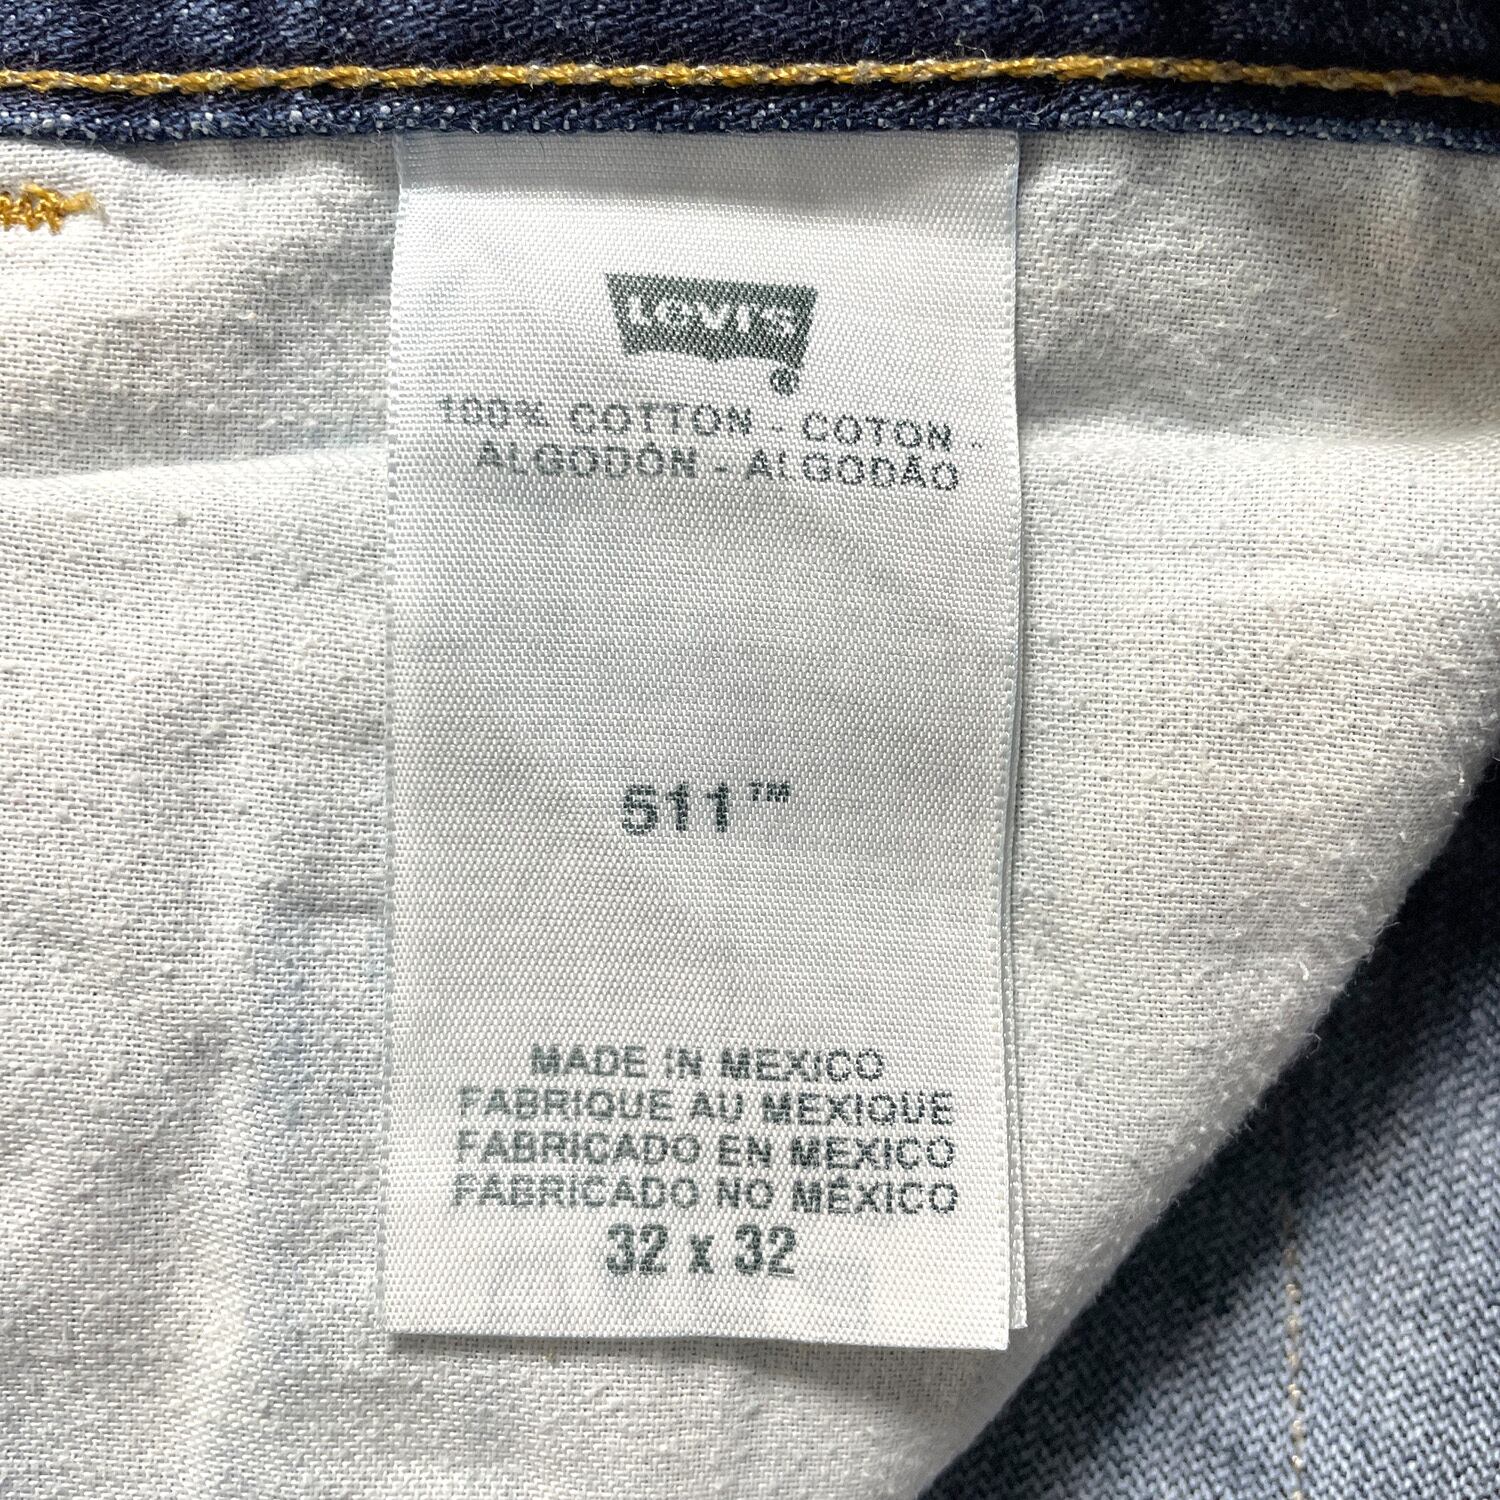 Levi's
®
100% COTTON - COTON -
ALGODÓN - ALGODÃO
511™
MADE IN MEXICO
FABRIQUE AU MEXIQUE
FABRICADO EN MEXICO
FABRICADO NO MÉXICO
32 x 32